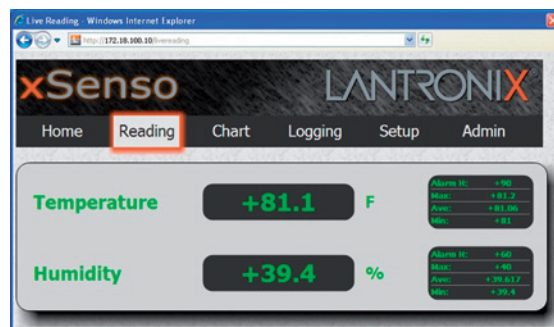 Live Reading - Windows Internet Explorer
http://172.18.100.10/livereading
xSenso LANTRONIX
Home Reading Chart Logging Setup Admin
Temperature +81.1 F
Alarm H: +90
Max: +81.2
Ave: +81.06
Min: +81
Humidity +39.4 %
Alarm H: +60
Max: +40
Ave: +39.617
Min: +39.4